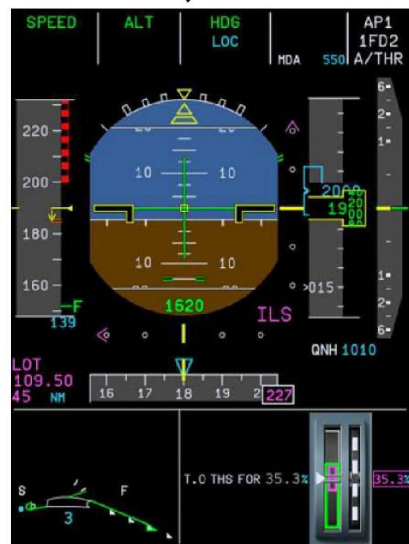 SPEED ALT HDG AP1
LOC 1FD2
MDA 550 A/THR
6
2
1
220
200
180
160
F
139
10 10
10 10
1620
2000
19 20
00
80
015
1
2
6
ILS
QNH 1010
LOT
109.50
45 NM
16 17 18 19 2 227
S F
3
T.O THS FOR 35.3% 35.3%